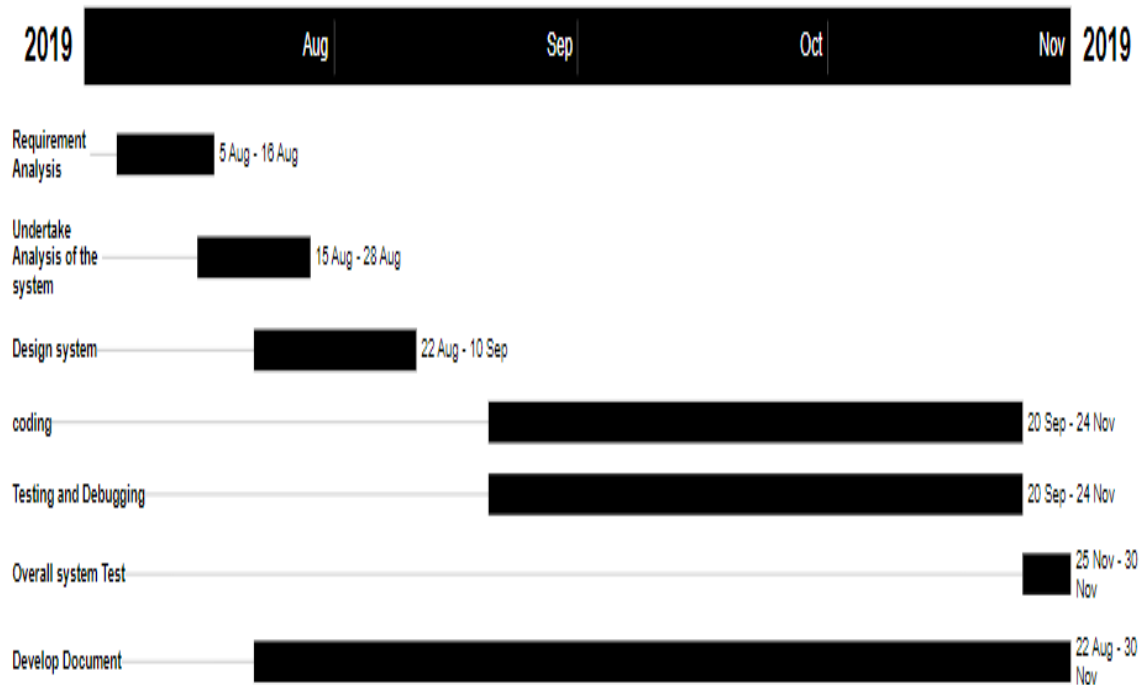 2019 Aug Sep Oct Nov 2019
Requirement
Analysis
5 Aug - 16 Aug
Undertake
Analysis of the
system
15 Aug - 28 Aug
Design system
22 Aug - 10 Sep
coding
20 Sep - 24 Nov
Testing and Debugging
20 Sep - 24 Nov
Overall system Test
25 Nov - 30
Nov
Develop Document
22 Aug - 30
Nov